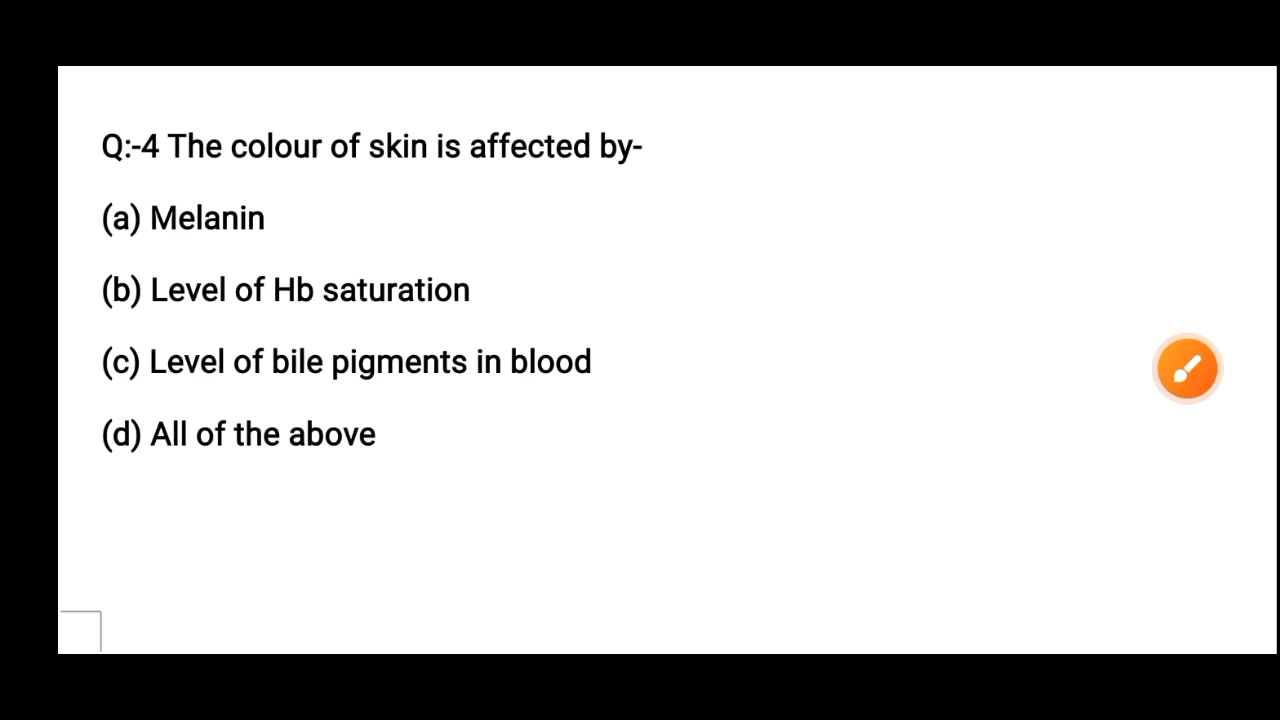 Q:-4 The colour of skin is affected by-
(a) Melanin
(b) Level of Hb saturation
(c) Level of bile pigments in blood
(d) All of the above